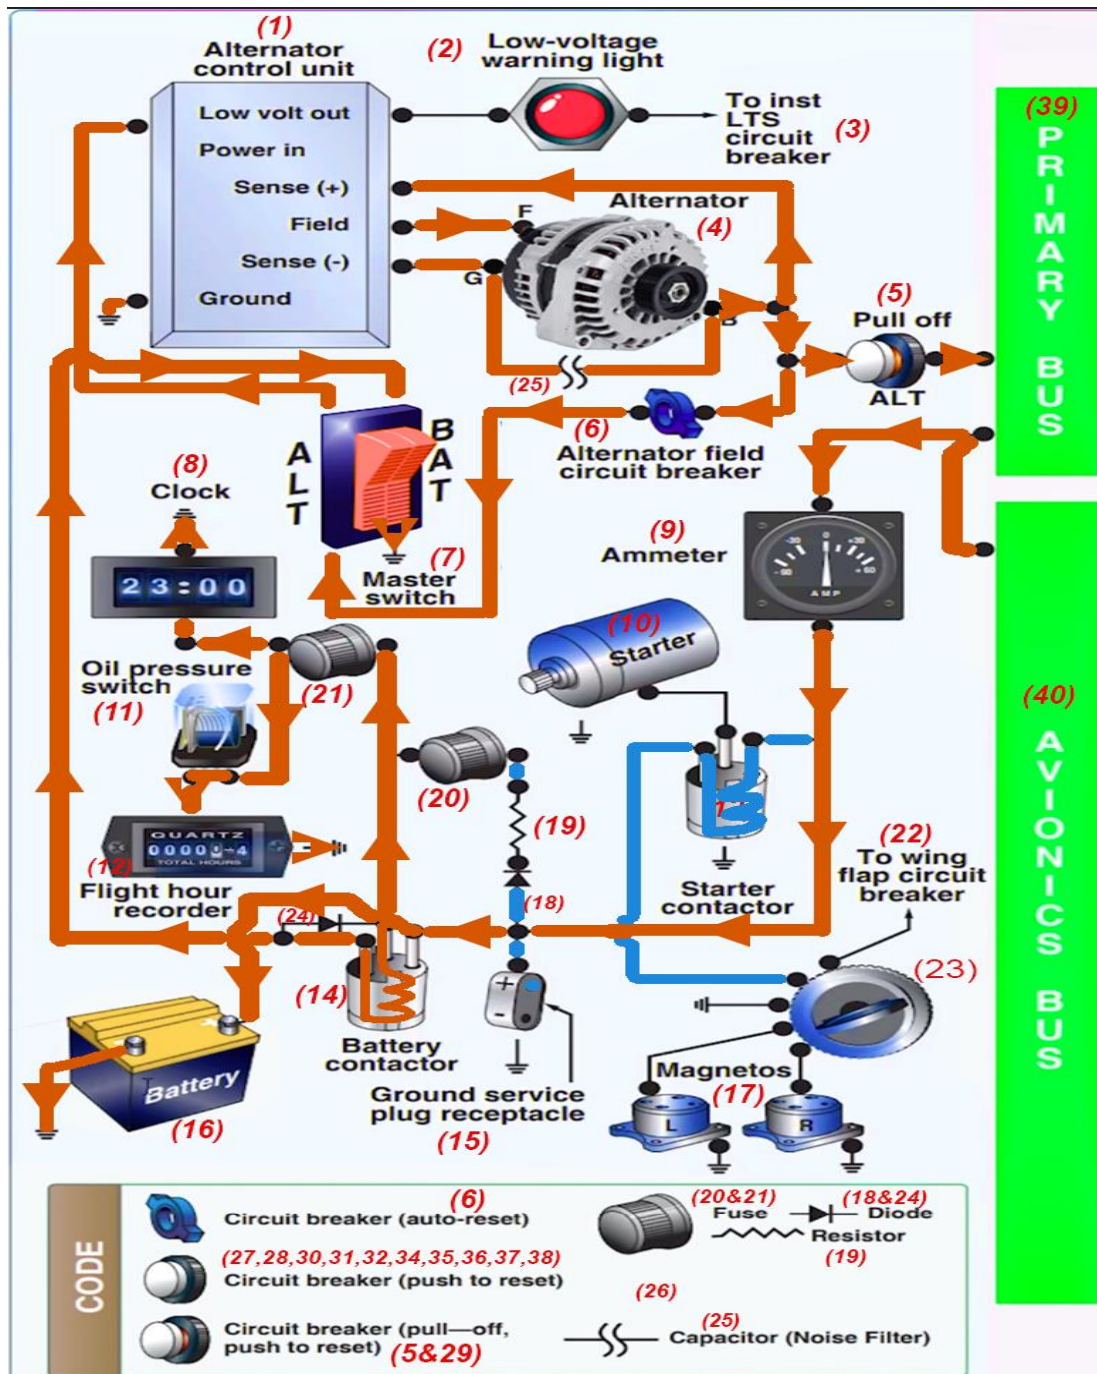 (1)
Alternator
control unit
(2)
Low-voltage
warning light
Low volt out
Power in
Sense (+)
Field
Sense (-)
Ground
To inst
LTS
circuit
breaker
(3)
(39)
PRIMARY BUS
F
G
B
Alternator
(4)
(5)
Pull off
ALT
(25)
(6)
Alternator field
circuit breaker
(8)
Clock
23:00
ALT
BAT
(7)
Master
switch
(9)
Ammeter
-30 0 +30
-60 +60
AMP
(10)
Starter
Oil pressure
switch
(11)
(21)
(20)
(19)
(18)
QUARTZ
TOTAL HOURS
(12)
Flight hour
recorder
(24)
(14)
Battery
contactor
Starter
contactor
(22)
To wing
flap circuit
breaker
(23)
(40)
AVIONICS BUS
Battery
(16)
+
-
Ground service
plug receptacle
(15)
Magnetos
(17)
L
R
CODE
(6)
Circuit breaker (auto-reset)
(27,28,30,31,32,34,35,36,37,38)
Circuit breaker (push to reset)
Circuit breaker (pull—off,
push to reset) (5&29)
(20&21)
Fuse
(18&24)
Diode
Resistor
(19)
(26)
(25)
Capacitor (Noise Filter)